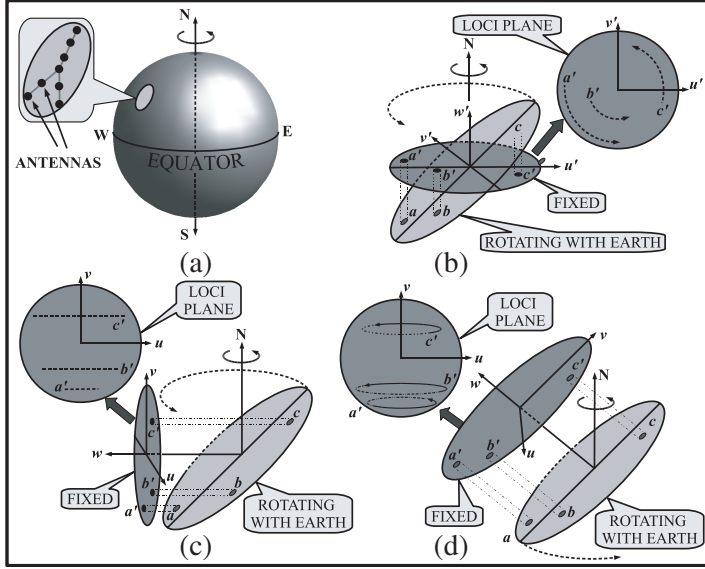 N
ANTENNAS
W
E
EQUATOR
S
(a)
LOCI PLANE
v'
u'
a'
b'
c'
N
w'
v'
c
u'
a'
b'
c'
FIXED
a
b
ROTATING WITH EARTH
(b)
v
LOCI
PLANE
c'
u
b'
a'
N
v
c'
c
w
u
FIXED
b'
b
a'
a
ROTATING
WITH EARTH
(c)
v
LOCI
PLANE
c'
u
b'
a'
v
w
c'
N
u
a'
b'
FIXED
a
b
c
ROTATING
WITH EARTH
(d)